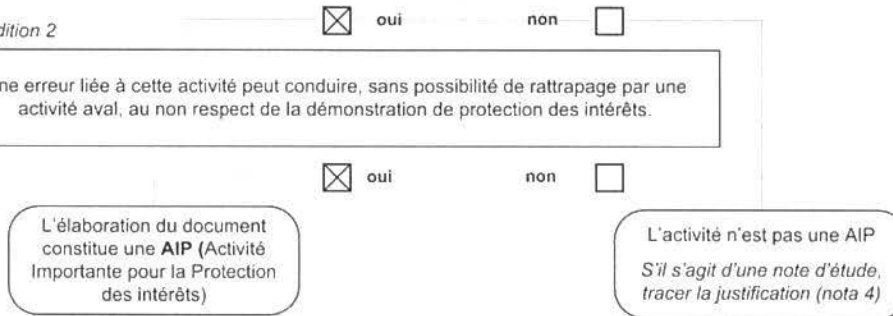 oui non
dition 2
ne erreur liée à cette activité peut conduire, sans possibilité de rattrapage par une
activité aval, au non respect de la démonstration de protection des intérêts.
oui non
L'élaboration du document
constitue une AIP (Activité
Importante pour la Protection
des intérêts)
L'activité n'est pas une AIP
S'il s'agit d'une note d'étude,
tracer la justification (nota 4)